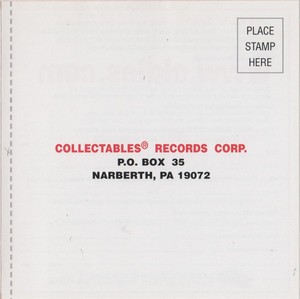 PLACE
STAMP
HERE
COLLECTABLES® RECORDS CORP.
P.O. BOX 35
NARBERTH, PA 19072